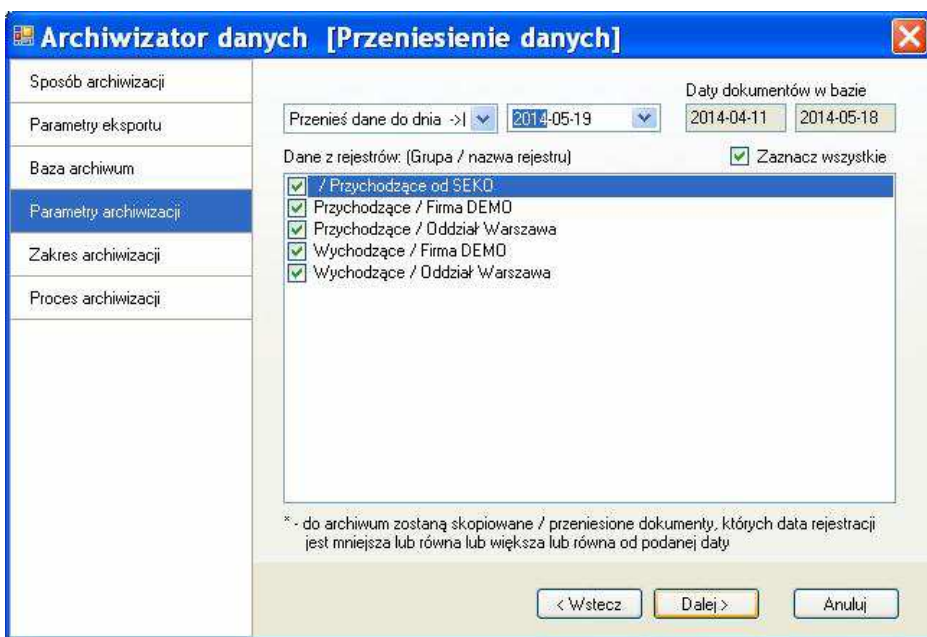 Archiwizator danych [Przeniesienie danych]
Sposób archiwizacji
Parametry eksportu
Baza archiwum
Parametry archiwizacji
Zakres archiwizacji
Proces archiwizacji
Daty dokumentów w bazie
Przenieś dane do dnia ->| 2014-05-19 2014-04-11 2014-05-18
Dane z rejestrów: (Grupa / nazwa rejestru) Zaznacz wszystkie
/ Przychodzące od SEKO
Przychodzące / Firma DEMO
Przychodzące / Oddział Warszawa
Wychodzące / Firma DEMO
Wychodzące / Oddział Warszawa
* - do archiwum zostaną skopiowane / przeniesione dokumenty, których data rejestracji
jest mniejsza lub równa lub większa lub równa od podanej daty
< Wstecz Dalej > Anuluj